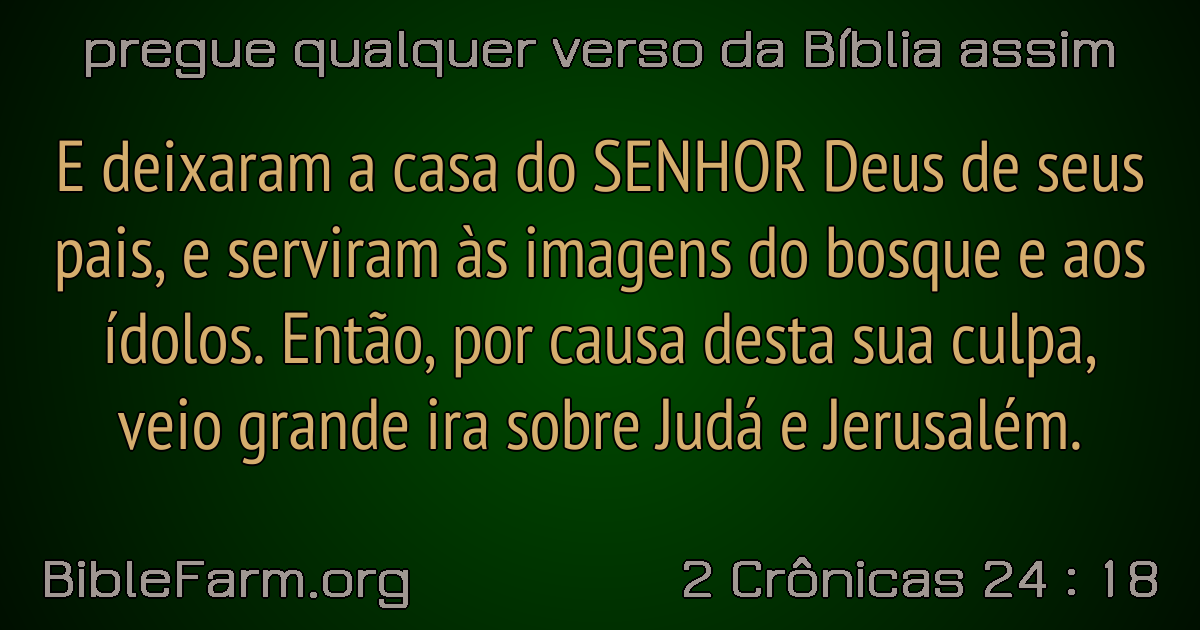 pregue qualquer verso da Bíblia assim
E deixaram a casa do SENHOR Deus de seus
pais, e serviram às imagens do bosque e aos
ídolos. Então, por causa desta sua culpa,
veio grande ira sobre Judá e Jerusalém.
BibleFarm.org
2 Crônicas 24 : 18